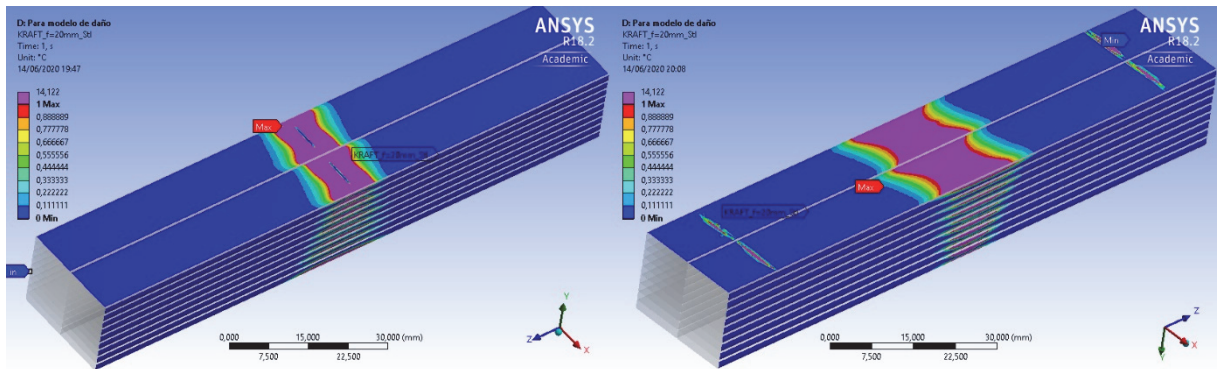 D: Para modelo de daño
KRAFT_f=20mm_Stl
Time: 1, s
Unit: °C
14/06/2020 19:47
14,122
1 Max
0,888889
0,777778
0,666667
0,555556
0,444444
0,333333
0,222222
0,111111
0 Min
ANSYS
R18.2
Academic
Max
KRAFT_f=20mm_Stl
0,000
15,000
30,000 (mm)
7,500
22,500
Y
Z
X
D: Para modelo de daño
KRAFT_f=20mm_Stl
Time: 1, s
Unit: °C
14/06/2020 20:08
14,122
1 Max
0,888889
0,777778
0,666667
0,555556
0,444444
0,333333
0,222222
0,111111
0 Min
ANSYS
R18.2
Academic
Min
Max
KRAFT_f=20mm_Stl
0,000
15,000
30,000 (mm)
7,500
22,500
Z
X
Y